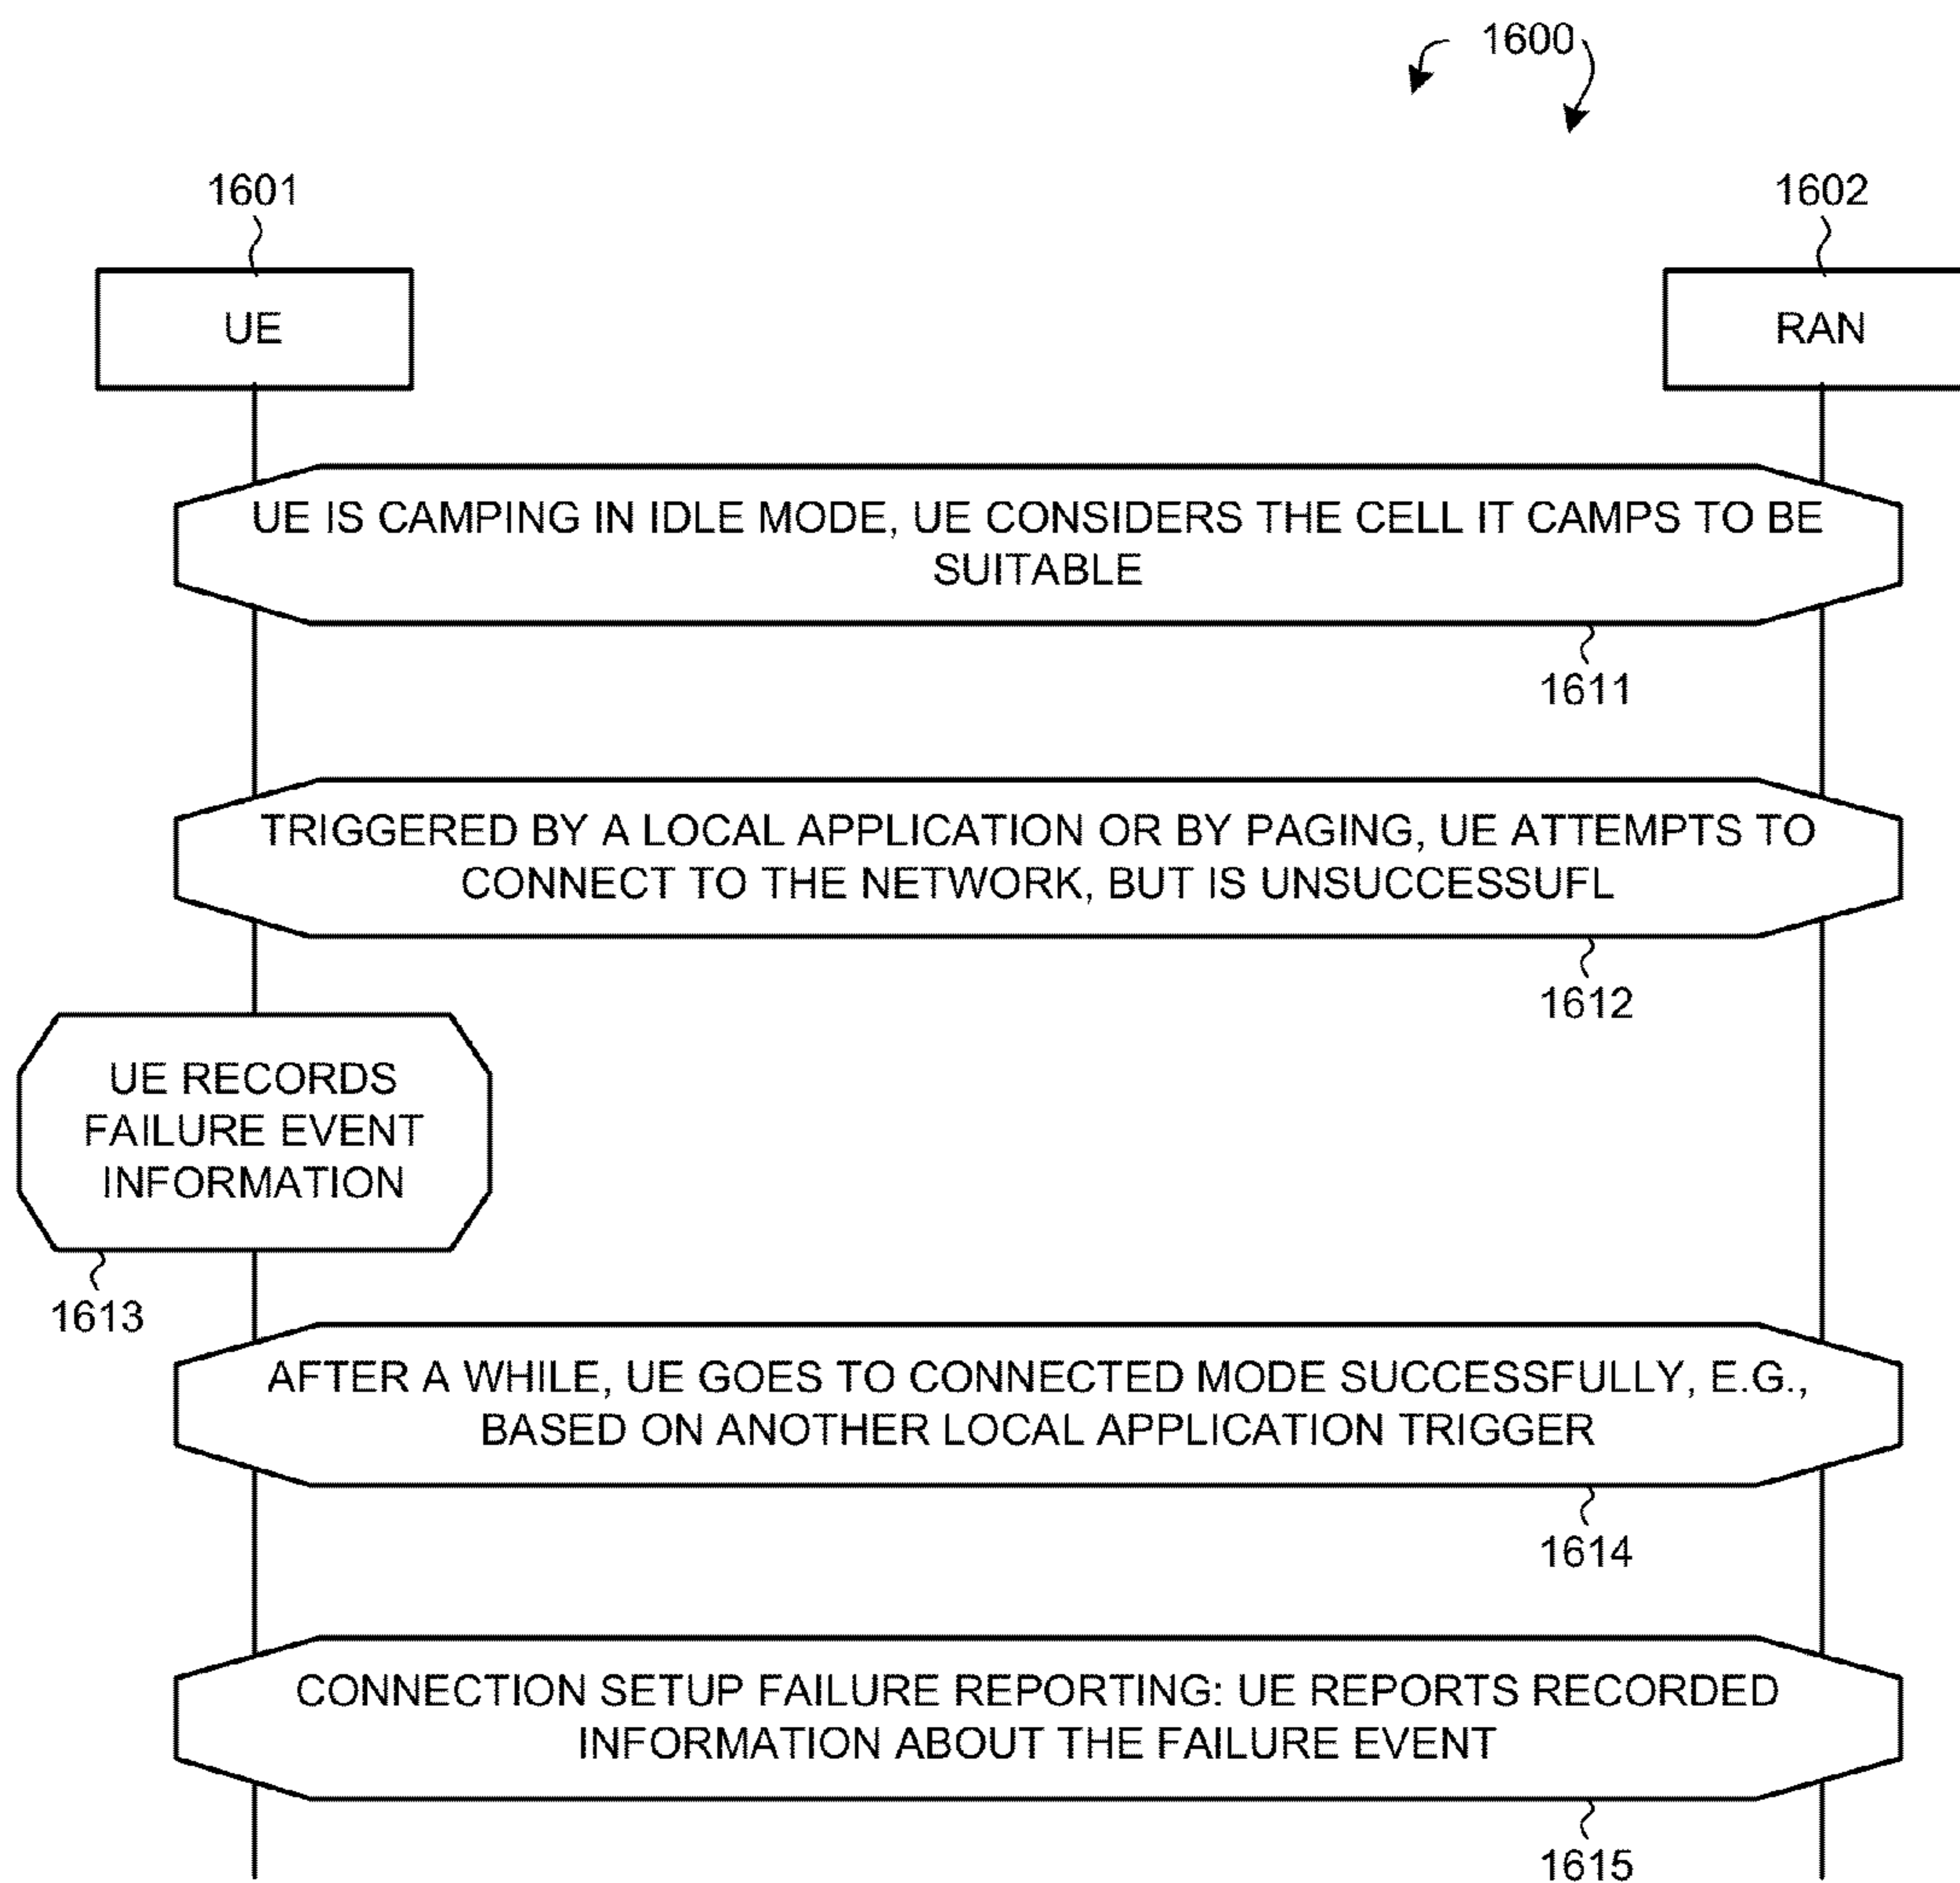 1600
1601
1602
UE
RAN
UE IS CAMPING IN IDLE MODE, UE CONSIDERS THE CELL IT CAMPS TO BE
SUITABLE
1611
TRIGGERED BY A LOCAL APPLICATION OR BY PAGING, UE ATTEMPTS TO
CONNECT TO THE NETWORK, BUT IS UNSUCCESSUFL
1612
UE RECORDS
FAILURE EVENT
INFORMATION
1613
AFTER A WHILE, UE GOES TO CONNECTED MODE SUCCESSFULLY, E.G.,
BASED ON ANOTHER LOCAL APPLICATION TRIGGER
1614
CONNECTION SETUP FAILURE REPORTING: UE REPORTS RECORDED
INFORMATION ABOUT THE FAILURE EVENT
1615